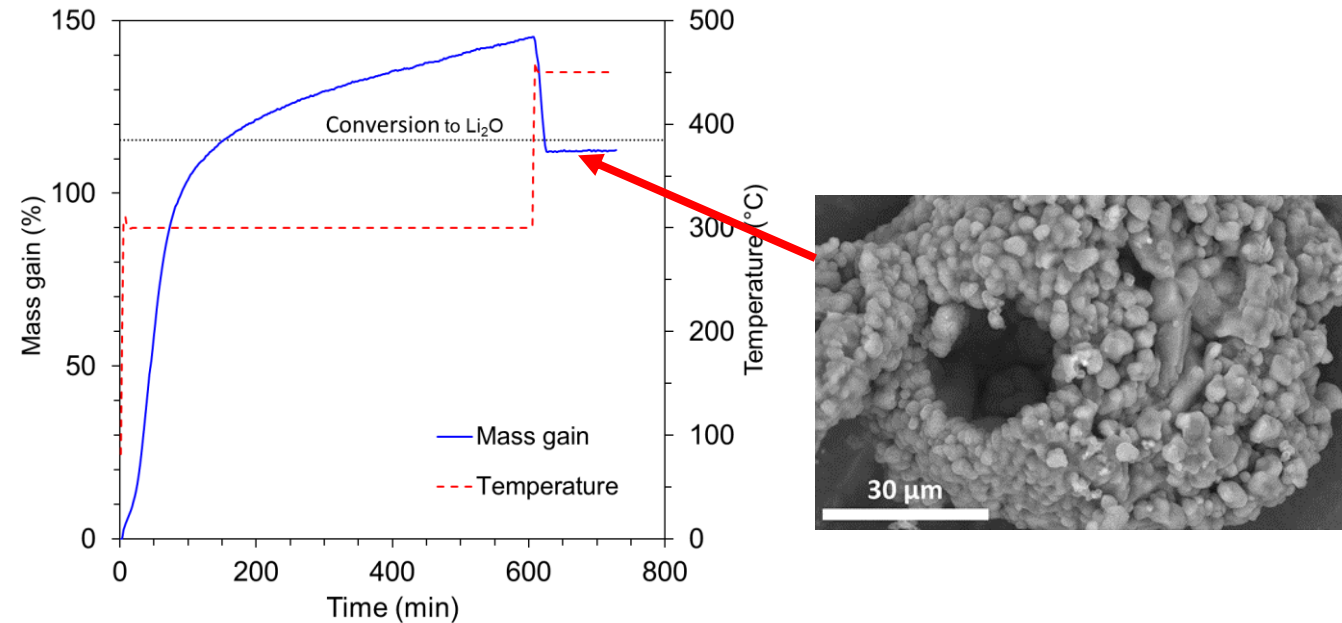 150
100
50
0
Mass gain (%)
Conversion to Li₂O
Mass gain
Temperature
500
400
300
200
100
0
Temperature (°C)
0
200
400
600
800
Time (min)
30 µm